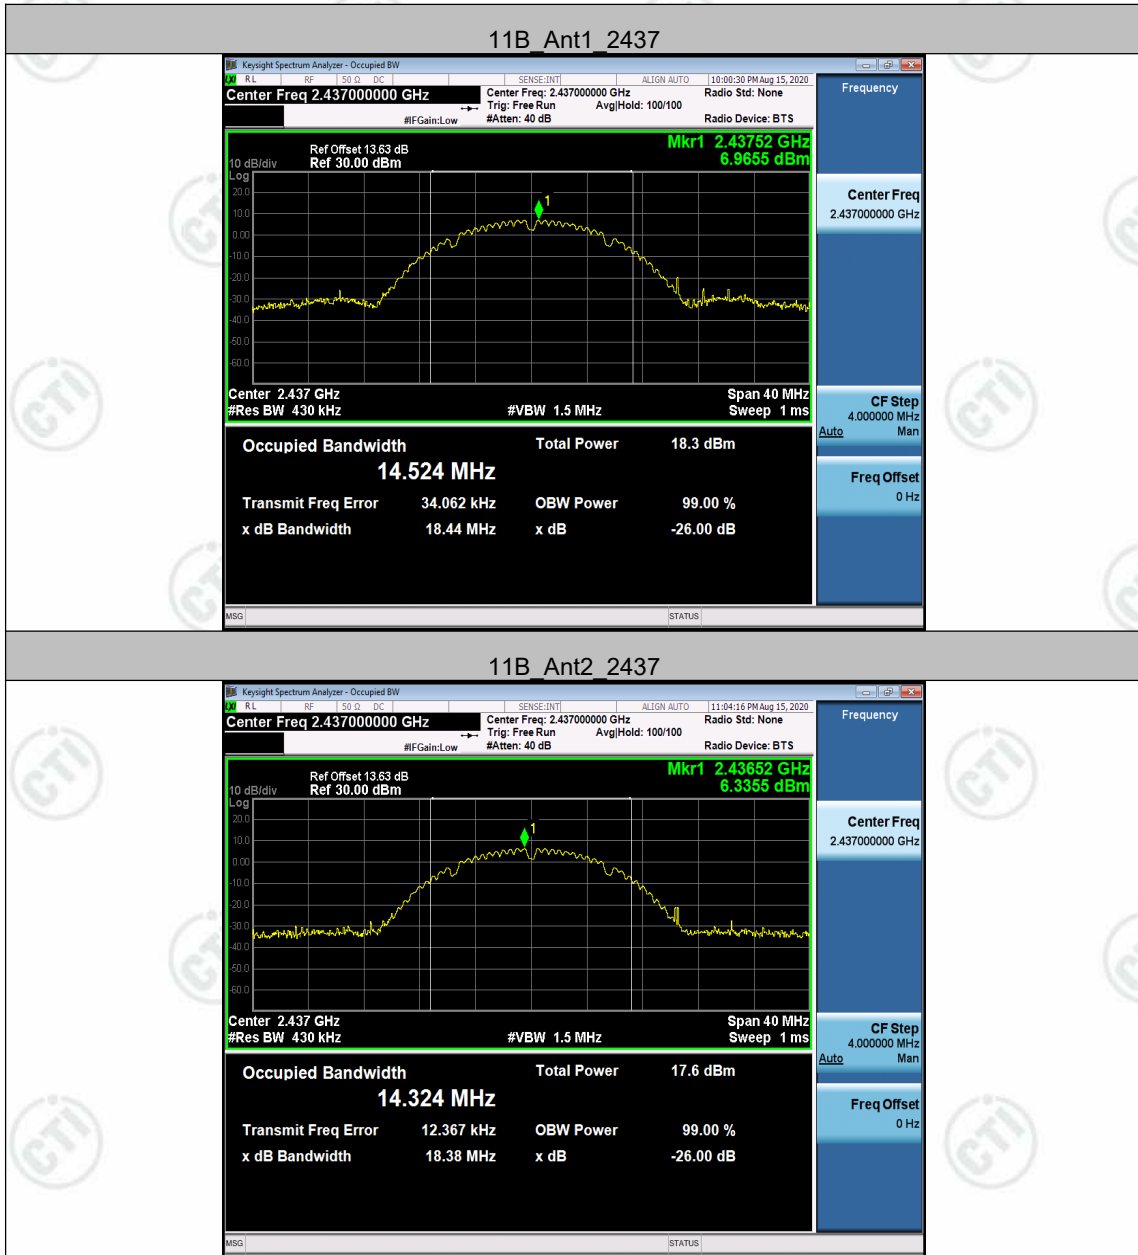 11B_Ant1_2437
Keysight Spectrum Analyzer - Occupied BW
LXI RL RF 50 Ω DC SENSE:INT ALIGN AUTO 10:00:30 PM Aug 15, 2020
Center Freq 2.437000000 GHz Center Freq: 2.437000000 GHz Radio Std: None Frequency
Trig: Free Run Avg|Hold: 100/100
#IFGain:Low #Atten: 40 dB Radio Device: BTS
Mkr1 2.43752 GHz
6.9655 dBm
Ref Offset 13.63 dB
10 dB/div Ref 30.00 dBm
Log
20.0
10.0
0.00
-10.0
-20.0
-30.0
-40.0
-50.0
-60.0
1
Center Freq
2.437000000 GHz
Center 2.437 GHz Span 40 MHz
#Res BW 430 kHz #VBW 1.5 MHz Sweep 1 ms
CF Step
4.000000 MHz
Auto Man
Occupied Bandwidth Total Power 18.3 dBm
14.524 MHz
Transmit Freq Error 34.062 kHz OBW Power 99.00 %
x dB Bandwidth 18.44 MHz x dB -26.00 dB
Freq Offset
0 Hz
MSG STATUS
11B_Ant2_2437
Keysight Spectrum Analyzer - Occupied BW
LXI RL RF 50 Ω DC SENSE:INT ALIGN AUTO 11:04:16 PM Aug 15, 2020
Center Freq 2.437000000 GHz Center Freq: 2.437000000 GHz Radio Std: None Frequency
Trig: Free Run Avg|Hold: 100/100
#IFGain:Low #Atten: 40 dB Radio Device: BTS
Mkr1 2.43652 GHz
6.3355 dBm
Ref Offset 13.63 dB
10 dB/div Ref 30.00 dBm
Log
20.0
10.0
0.00
-10.0
-20.0
-30.0
-40.0
-50.0
-60.0
1
Center Freq
2.437000000 GHz
Center 2.437 GHz Span 40 MHz
#Res BW 430 kHz #VBW 1.5 MHz Sweep 1 ms
CF Step
4.000000 MHz
Auto Man
Occupied Bandwidth Total Power 17.6 dBm
14.324 MHz
Transmit Freq Error 12.367 kHz OBW Power 99.00 %
x dB Bandwidth 18.38 MHz x dB -26.00 dB
Freq Offset
0 Hz
MSG STATUS
CTI
CTI
CTI
CTI
CTI
CTI
CTI
CTI
CTI
CTI
CTI
CTI